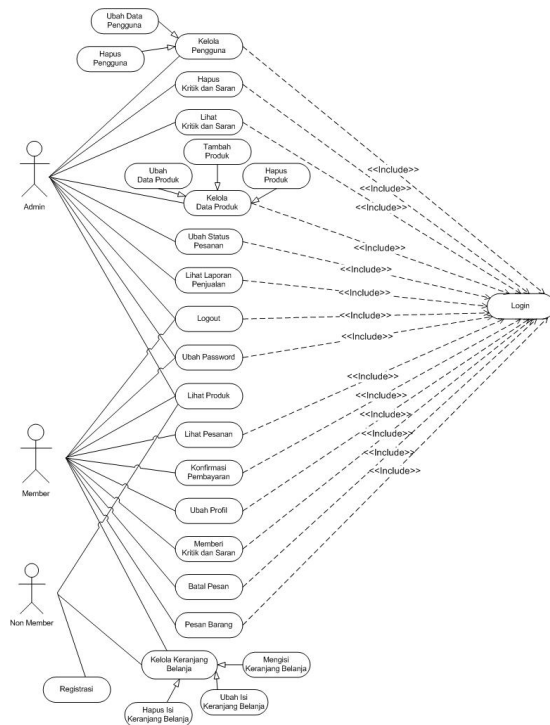 Ubah Data
Pengguna
Hapus
Pengguna
Kelola
Pengguna
Hapus
Kritik dan Saran
Lihat
Kritik dan Saran
Tambah
Produk
Ubah
Data Produk
Hapus
Produk
Kelola
Data Produk
Admin
Ubah Status
Pesanan
Lihat Laporan
Penjualan
Logout
Ubah Password
Lihat Produk
Lihat Pesanan
Member
Konfirmasi
Pembayaran
Ubah Profil
Memberi
Kritik dan Saran
Batal Pesan
Non Member
Pesan Barang
Kelola Keranjang
Belanja
Mengisi
Keranjang Belanja
Ubah Isi
Keranjang Belanja
Hapus Isi
Keranjang Belanja
Registrasi
<<Include>>
<<Include>>
<<Include>>
<<Include>>
<<Include>>
<<Include>>
<<Include>>
<<Include>>
<<Include>>
<<Include>>
<<Include>>
<<Include>>
<<Include>>
<<Include>>
Login